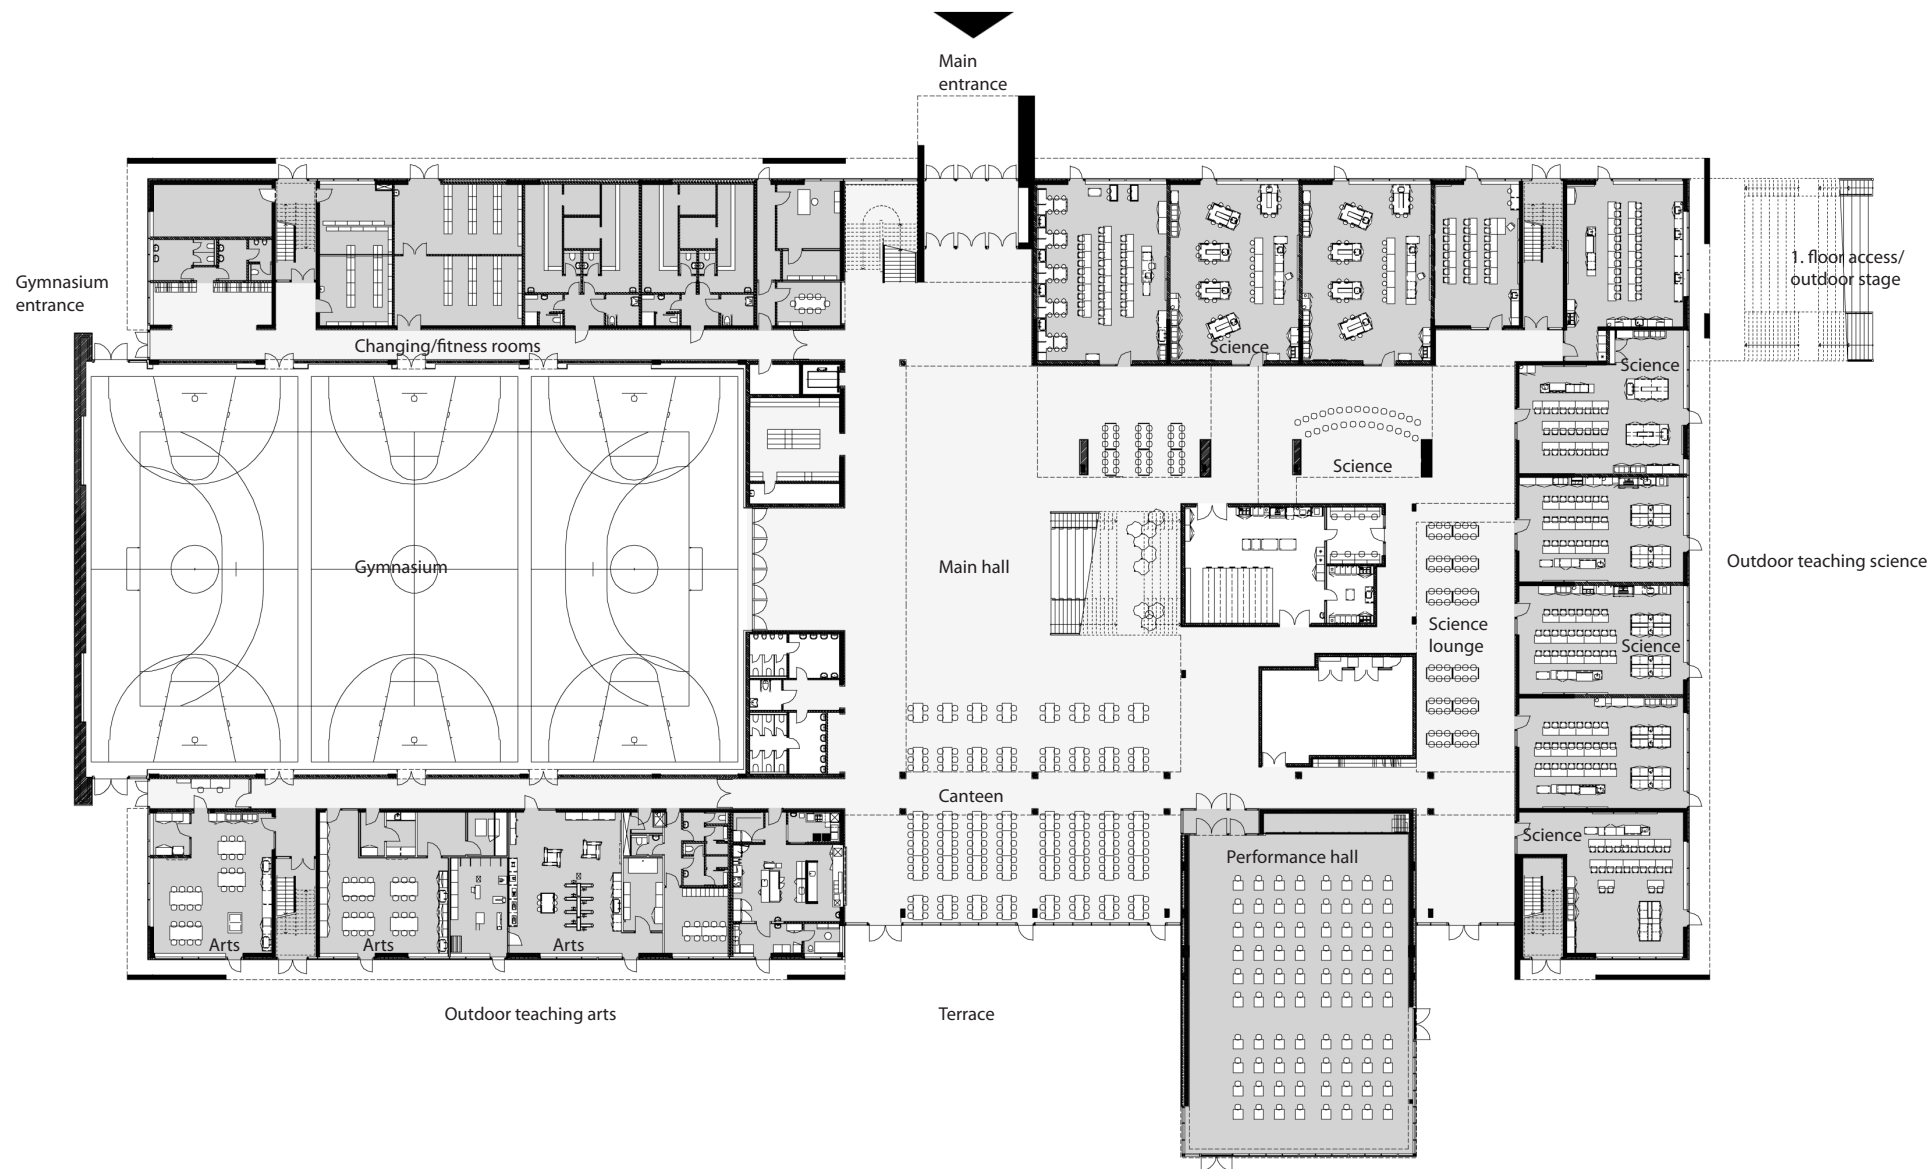 Main
entrance
Gymnasium
entrance
1. floor access/
outdoor stage
Changing/fitness rooms
Science
Science
Science
Gymnasium
Main hall
Outdoor teaching science
Science
lounge
Science
Canteen
Science
Performance hall
Arts
Arts
Arts
Outdoor teaching arts
Terrace